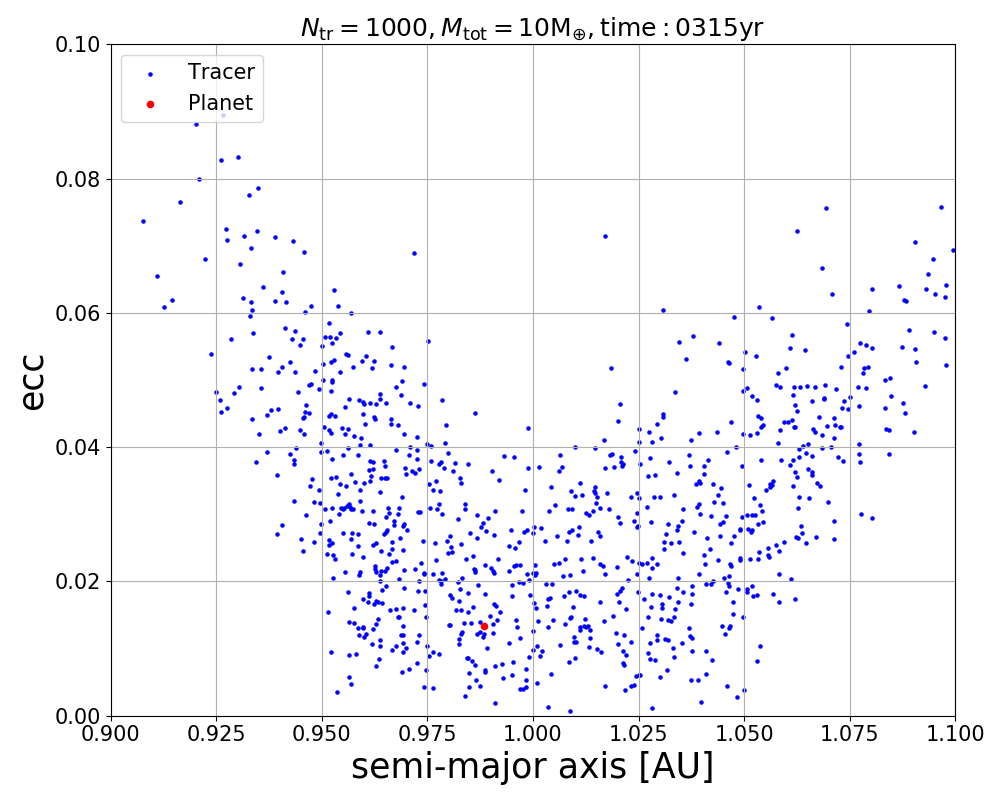 N_tr = 1000, M_tot = 10M_⊕, time : 0315yr
0.10
Tracer
Planet
0.08
0.06
ecc
0.04
0.02
0.00
0.900 0.925 0.950 0.975 1.000 1.025 1.050 1.075 1.100
semi-major axis [AU]